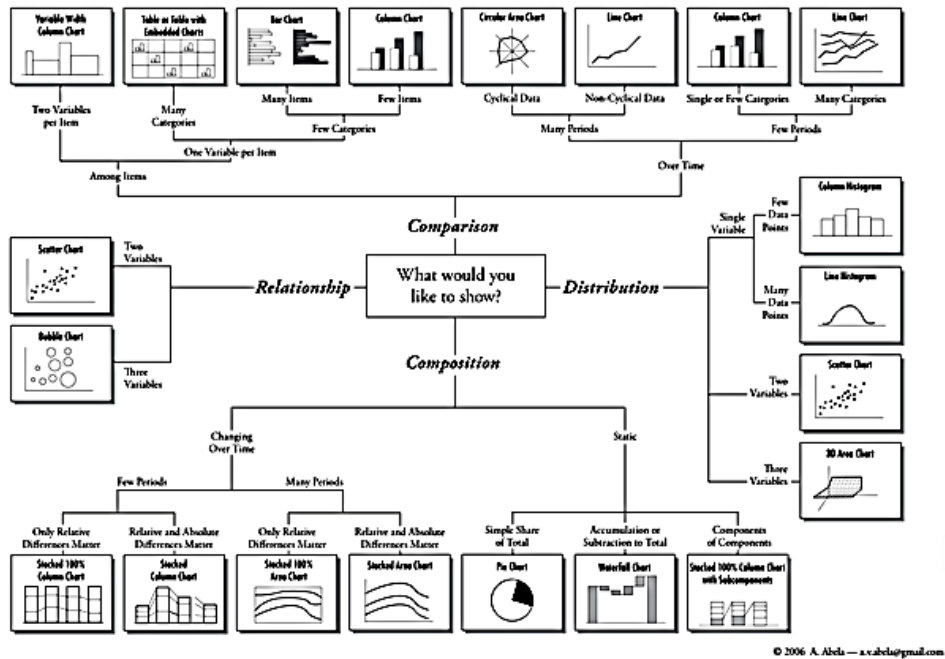 Variable Width
Column Chart
Table or Table with
Embedded Charts
Bar Chart
Column Chart
Circular Area Chart
Line Chart
Column Chart
Line Chart
Two Variables
per Item
Many
Categories
Many Items
Few Items
Cyclical Data
Non-Cyclical Data
Single or Few Categories
Many Categories
Few Categories
Many Periods
Few Periods
One Variable per Item
Among Items
Over Time
Comparison
What would you
like to show?
Relationship
Two
Variables
Scatter Chart
Three
Variables
Bubble Chart
Distribution
Single
Variable
Few
Data
Points
Column Histogram
Many
Data
Points
Line Histogram
Two
Variables
Scatter Chart
Three
Variables
3D Area Chart
Composition
Changing
Over Time
Static
Few Periods
Many Periods
Only Relative
Differences Matter
Relative and Absolute
Differences Matter
Only Relative
Differences Matter
Relative and Absolute
Differences Matter
Simple Share
of Total
Accumulation or
Subtraction to Total
Components
of Components
Stacked 100%
Column Chart
Stacked
Column Chart
Stacked 100%
Area Chart
Stacked Area Chart
Pie Chart
Waterfall Chart
Stacked 100% Column Chart
with Subcomponents
© 2006 A. Abela — a.v.abela@gmail.com